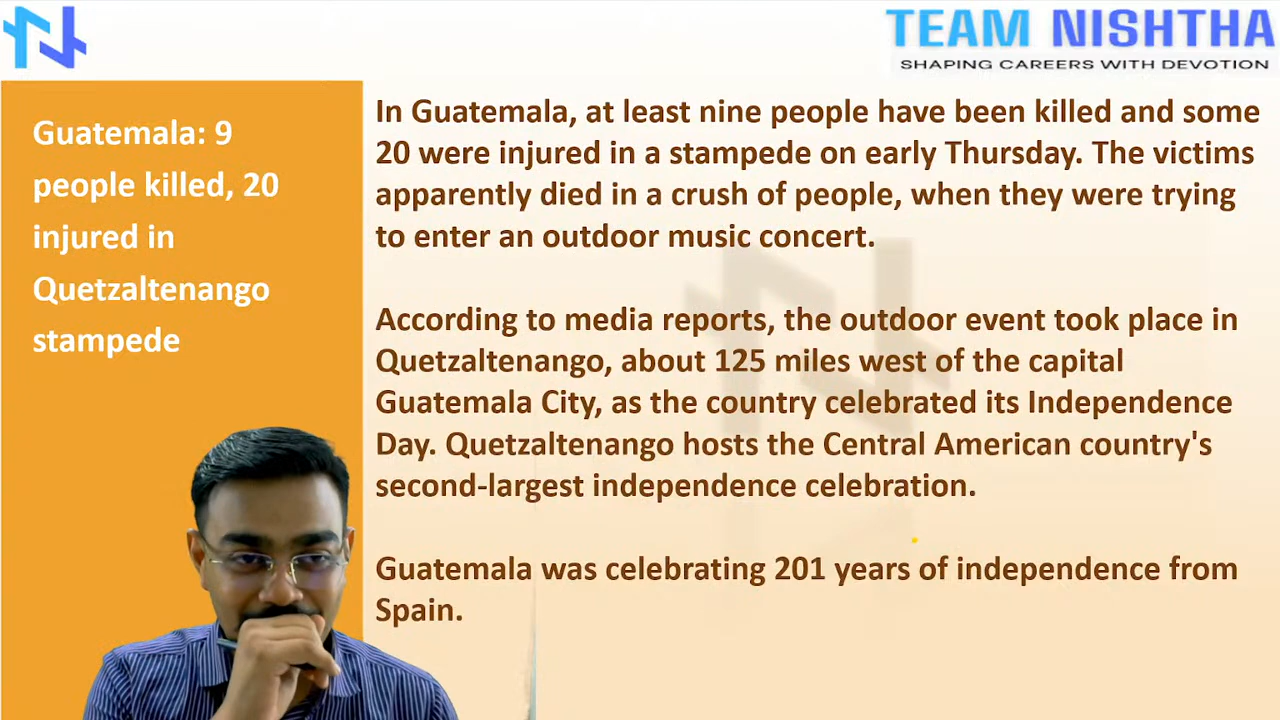 TEAM NISHTHA
SHAPING CAREERS WITH DEVOTION
Guatemala: 9
people killed, 20
injured in
Quetzaltenango
stampede
In Guatemala, at least nine people have been killed and some
20 were injured in a stampede on early Thursday. The victims
apparently died in a crush of people, when they were trying
to enter an outdoor music concert.
According to media reports, the outdoor event took place in
Quetzaltenango, about 125 miles west of the capital
Guatemala City, as the country celebrated its Independence
Day. Quetzaltenango hosts the Central American country's
second-largest independence celebration.
Guatemala was celebrating 201 years of independence from
Spain.